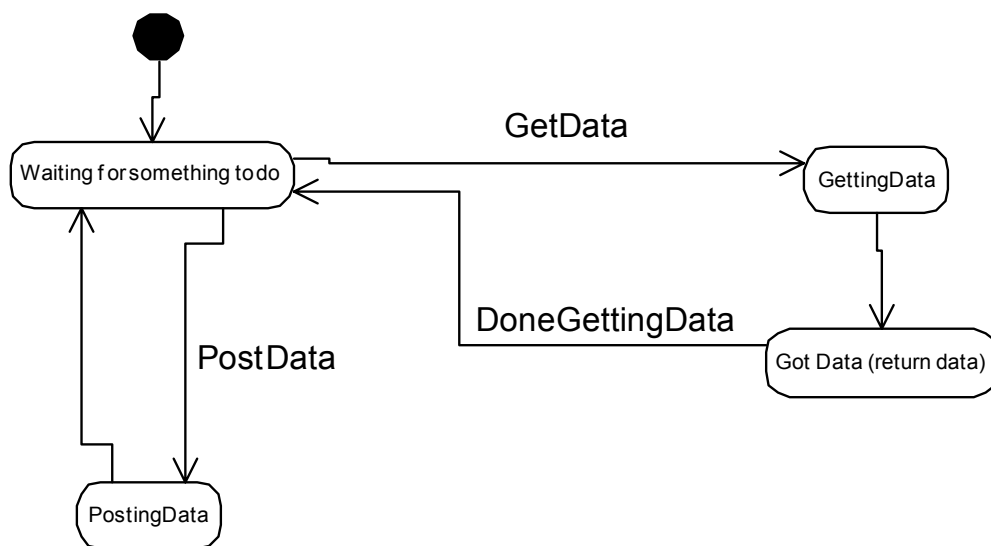 GetData
Waiting for something to do
GettingData
DoneGettingData
PostData
Got Data (return data)
PostingData